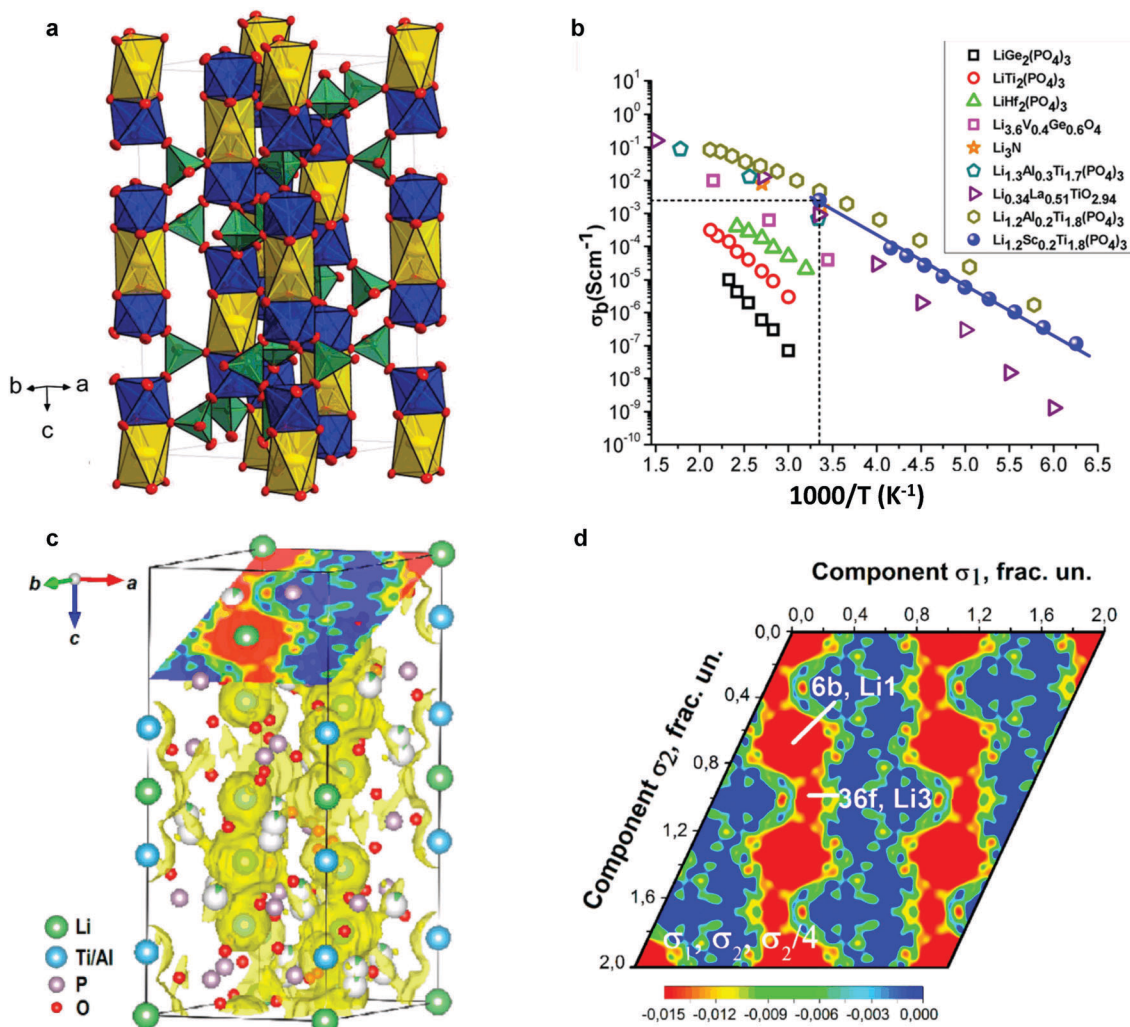 a
b
a
c
b
LiGe₂(PO₄)₃
LiTi₂(PO₄)₃
LiHf₂(PO₄)₃
Li₃.₆V₀.₄Ge₀.₆O₄
Li₃N
Li₁.₃Al₀.₃Ti₁.₇(PO₄)₃
Li₀.₃₄La₀.₅₁TiO₂.₉₄
Li₁.₂Al₀.₂Ti₁.₈(PO₄)₃
Li₁.₂Sc₀.₂Ti₁.₈(PO₄)₃
σb(Scm⁻¹)
10¹
10⁰
10⁻¹
10⁻²
10⁻³
10⁻⁴
10⁻⁵
10⁻⁶
10⁻⁷
10⁻⁸
10⁻⁹
10⁻¹⁰
1.5 2.0 2.5 3.0 3.5 4.0 4.5 5.0 5.5 6.0 6.5
1000/T (K⁻¹)
c
b
a
c
Li
Ti/Al
P
O
d
Component σ1, frac. un.
0,0 0,4 0,8 1,2 1,6 2,0
Component σ2, frac. un.
0,0
0,4
0,8
1,2
1,6
2,0
6b, Li1
36f, Li3
σ₁, σ₂, σ₂/4
-0,015 -0,012 -0,009 -0,006 -0,003 0,000